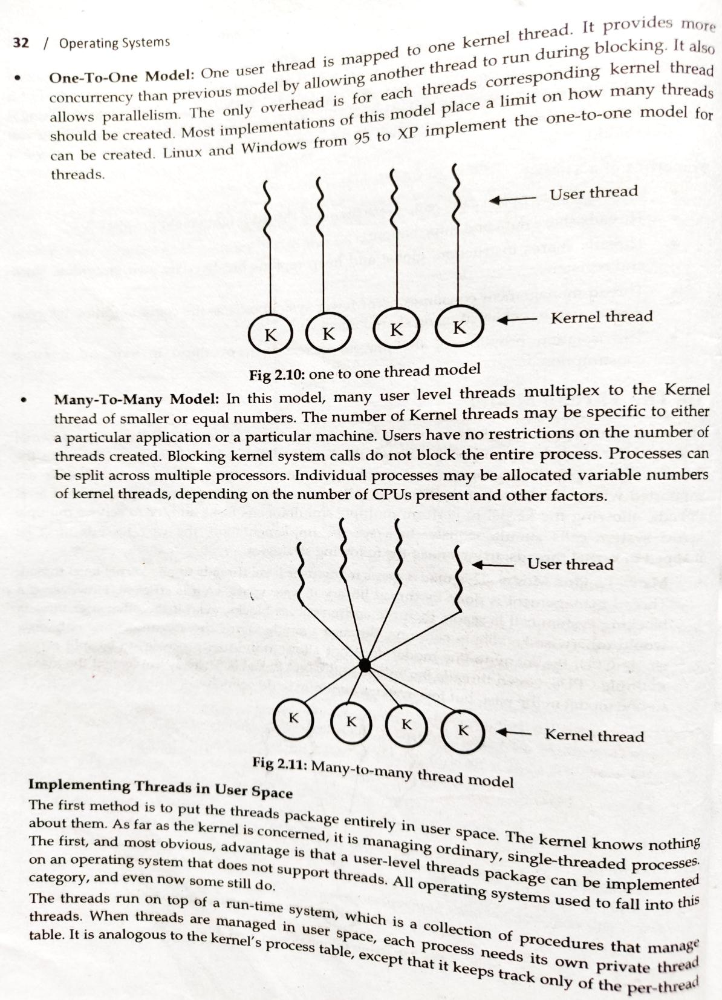 32 / Operating Systems
• One-To-One Model: One user thread is mapped to one kernel thread. It provides more
concurrency than previous model by allowing another thread to run during blocking. It also
allows parallelism. The only overhead is for each threads corresponding kernel thread
should be created. Most implementations of this model place a limit on how many threads
can be created. Linux and Windows from 95 to XP implement the one-to-one model for
threads.
User thread
K K K K
Kernel thread
Fig 2.10: one to one thread model
• Many-To-Many Model: In this model, many user level threads multiplex to the Kernel
thread of smaller or equal numbers. The number of Kernel threads may be specific to either
a particular application or a particular machine. Users have no restrictions on the number of
threads created. Blocking kernel system calls do not block the entire process. Processes can
be split across multiple processors. Individual processes may be allocated variable numbers
of kernel threads, depending on the number of CPUs present and other factors.
User thread
K K K K
Kernel thread
Fig 2.11: Many-to-many thread model
Implementing Threads in User Space
The first method is to put the threads package entirely in user space. The kernel knows nothing
about them. As far as the kernel is concerned, it is managing ordinary, single-threaded processes.
The first, and most obvious, advantage is that a user-level threads package can be implemented
on an operating system that does not support threads. All operating systems used to fall into this
category, and even now some still do.
The threads run on top of a run-time system, which is a collection of procedures that manage
threads. When threads are managed in user space, each process needs its own private thread
table. It is analogous to the kernel's process table, except that it keeps track only of the per-thread